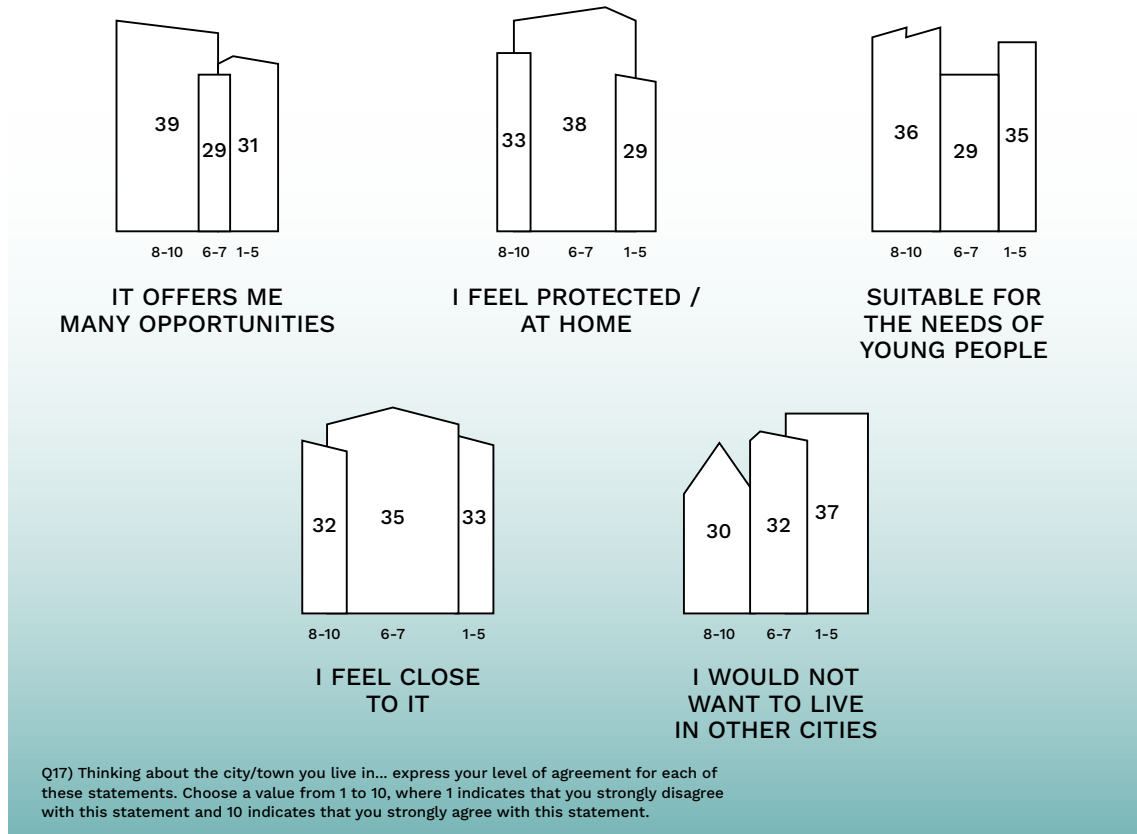 39
29
31
8-10
6-7
1-5
IT OFFERS ME
MANY OPPORTUNITIES
33
38
29
8-10
6-7
1-5
I FEEL PROTECTED /
AT HOME
36
29
35
8-10
6-7
1-5
SUITABLE FOR
THE NEEDS OF
YOUNG PEOPLE
32
35
33
8-10
6-7
1-5
I FEEL CLOSE
TO IT
30
32
37
8-10
6-7
1-5
I WOULD NOT
WANT TO LIVE
IN OTHER CITIES
Q17) Thinking about the city/town you live in... express your level of agreement for each of
these statements. Choose a value from 1 to 10, where 1 indicates that you strongly disagree
with this statement and 10 indicates that you strongly agree with this statement.